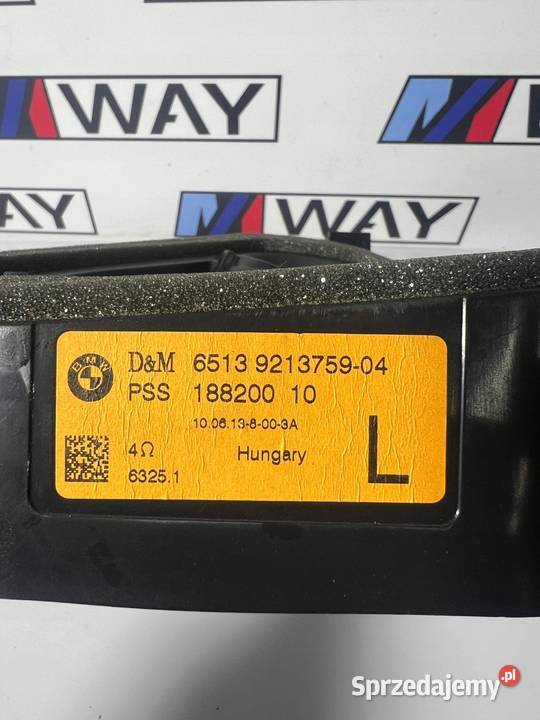 WAY
WAY
WAY
BMW D&M 6513 9213759-04
PSS 188200 10
10.06.13-8-00-3A
4Ω Hungary L
6325.1
Sprzedajemy.pl